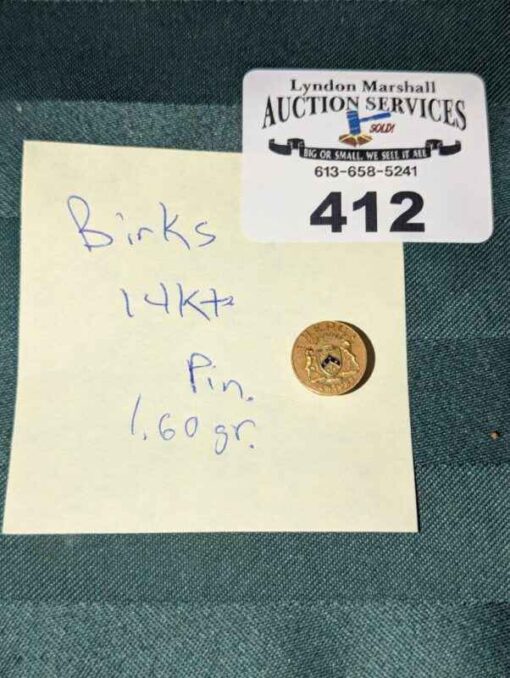 Lyndon Marshall
AUCTION SERVICES
SOLD!
BIG OR SMALL, WE SELL IT ALL
613-658-5241
412
Birks
14Kt
Pin.
1.60 gr.